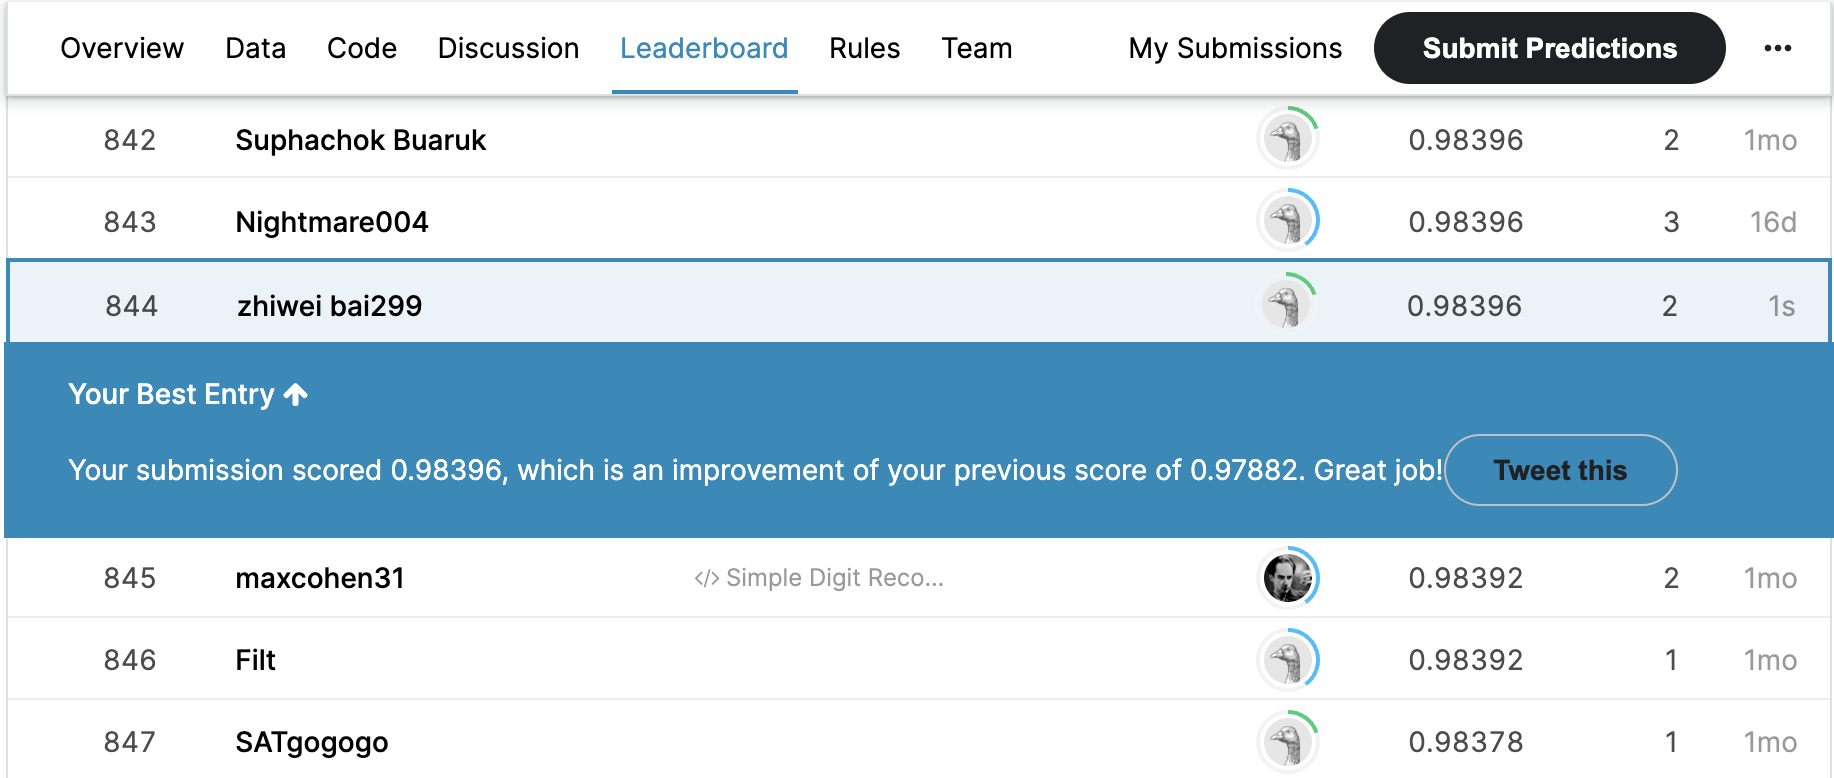 Overview Data Code Discussion Leaderboard Rules Team My Submissions Submit Predictions ...
842 Suphachok Buaruk 0.98396 2 1mo
843 Nightmare004 0.98396 3 16d
844 zhiwei bai299 0.98396 2 1s
Your Best Entry ↑
Your submission scored 0.98396, which is an improvement of your previous score of 0.97882. Great job! Tweet this
845 maxcohen31 </> Simple Digit Reco... 0.98392 2 1mo
846 Filt 0.98392 1 1mo
847 SATgogogo 0.98378 1 1mo